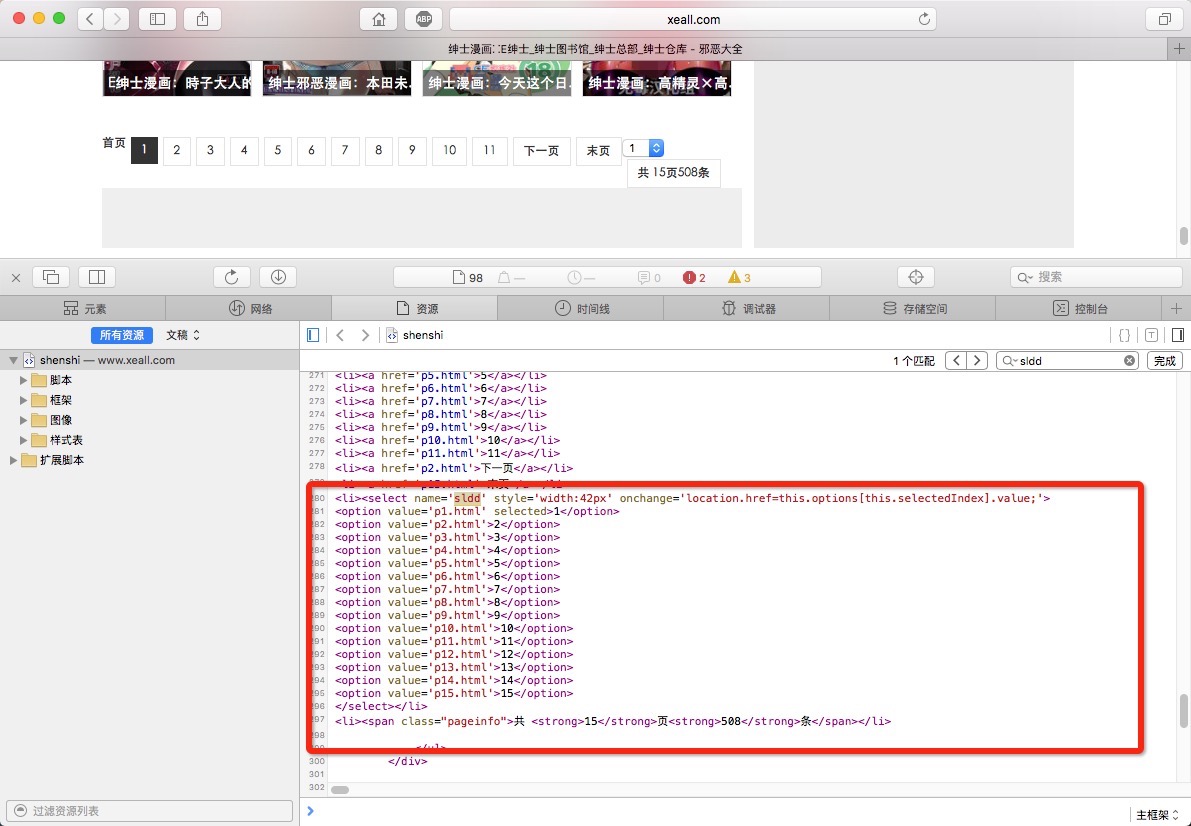 xeall.com
ABP
绅士漫画∷E绅士_绅士图书馆_绅士总部_绅士仓库 - 邪恶大全
E绅士漫画：時子大人的
绅士邪恶漫画：本田未.
绅士漫画：今天这个日.
绅士漫画：高精灵×高.
首页 1 2 3 4 5 6 7 8 9 10 11 下一页 末页 1
共 15页508条
98 — — 0 2 3 搜索
元素 网络 资源 时间线 调试器 存储空间 控制台
所有资源 文稿 shenshi
shenshi — www.xeall.com
脚本
框架
图像
样式表
扩展脚本
1 个匹配 sldd 完成
271 <li><a href='p5.html'>5</a></li>
272 <li><a href='p6.html'>6</a></li>
273 <li><a href='p7.html'>7</a></li>
274 <li><a href='p8.html'>8</a></li>
275 <li><a href='p9.html'>9</a></li>
276 <li><a href='p10.html'>10</a></li>
277 <li><a href='p11.html'>11</a></li>
278 <li><a href='p2.html'>下一页</a></li>
280 <li><select name='sldd' style='width:42px' onchange='location.href=this.options[this.selectedIndex].value;'>
281 <option value='p1.html' selected>1</option>
282 <option value='p2.html'>2</option>
283 <option value='p3.html'>3</option>
284 <option value='p4.html'>4</option>
285 <option value='p5.html'>5</option>
286 <option value='p6.html'>6</option>
287 <option value='p7.html'>7</option>
288 <option value='p8.html'>8</option>
289 <option value='p9.html'>9</option>
290 <option value='p10.html'>10</option>
291 <option value='p11.html'>11</option>
292 <option value='p12.html'>12</option>
293 <option value='p13.html'>13</option>
294 <option value='p14.html'>14</option>
295 <option value='p15.html'>15</option>
296 </select></li>
297 <li><span class="pageinfo">共 <strong>15</strong>页<strong>508</strong>条</span></li>
298
300 </div>
301
302
过滤资源列表
主框架